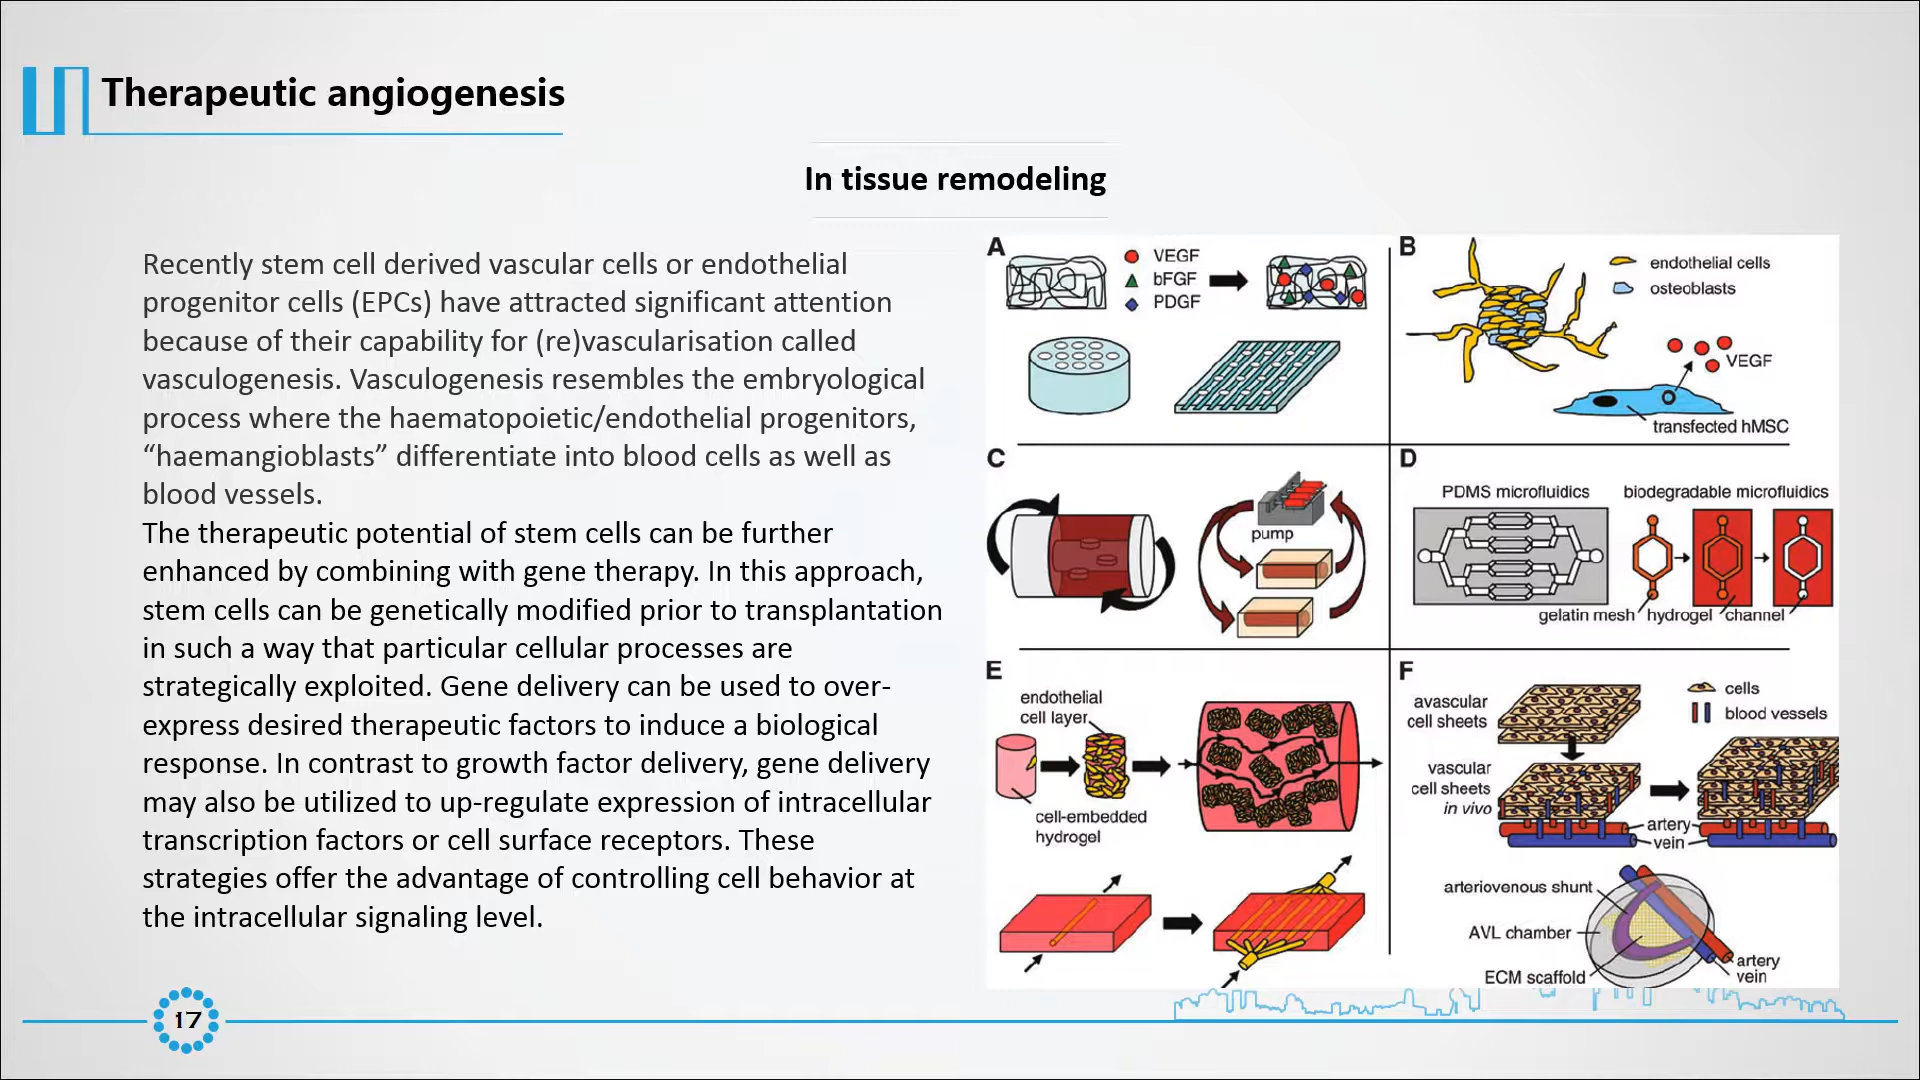 Therapeutic angiogenesis
In tissue remodeling
Recently stem cell derived vascular cells or endothelial
progenitor cells (EPCs) have attracted significant attention
because of their capability for (re)vascularisation called
vasculogenesis. Vasculogenesis resembles the embryological
process where the haematopoietic/endothelial progenitors,
“haemangioblasts” differentiate into blood cells as well as
blood vessels.
The therapeutic potential of stem cells can be further
enhanced by combining with gene therapy. In this approach,
stem cells can be genetically modified prior to transplantation
in such a way that particular cellular processes are
strategically exploited. Gene delivery can be used to over-
express desired therapeutic factors to induce a biological
response. In contrast to growth factor delivery, gene delivery
may also be utilized to up-regulate expression of intracellular
transcription factors or cell surface receptors. These
strategies offer the advantage of controlling cell behavior at
the intracellular signaling level.
A
VEGF
bFGF
PDGF
B
endothelial cells
osteoblasts
VEGF
transfected hMSC
C
pump
D
PDMS microfluidics
biodegradable microfluidics
gelatin mesh
hydrogel
channel
E
endothelial
cell layer
cell-embedded
hydrogel
F
avascular
cell sheets
cells
blood vessels
vascular
cell sheets
in vivo
artery
vein
arteriovenous shunt
AVL chamber
ECM scaffold
artery
vein
17